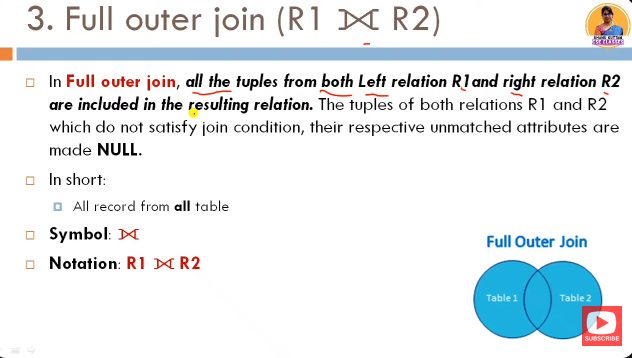 3. Full outer join (R1 ⟗ R2)
In Full outer join, all the tuples from both Left relation R1and right relation R2
are included in the resulting relation. The tuples of both relations R1 and R2
which do not satisfy join condition, their respective unmatched attributes are
made NULL.
In short:
All record from all table
Symbol: ⟗
Notation: R1 ⟗ R2
Full Outer Join
Table 1
Table 2
SUBSCRIBE